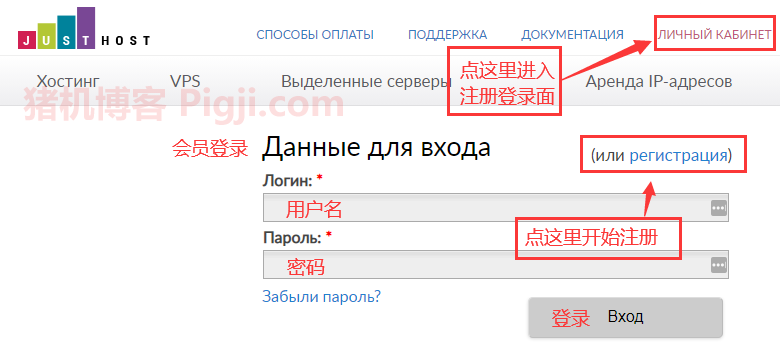 JUST HOST
СПОСОБЫ ОПЛАТЫ ПОДДЕРЖКА ДОКУМЕНТАЦИЯ ЛИЧНЫЙ КАБИНЕТ
Хостинг VPS Выделенные серверы Аренда IP-адресов
点这里进入
注册登录面
猪机博客 Pigji.com
会员登录 Данные для входа (или регистрация)
Логин: *
用户名
点这里开始注册
Пароль: *
密码
Забыли пароль?
登录 Вход